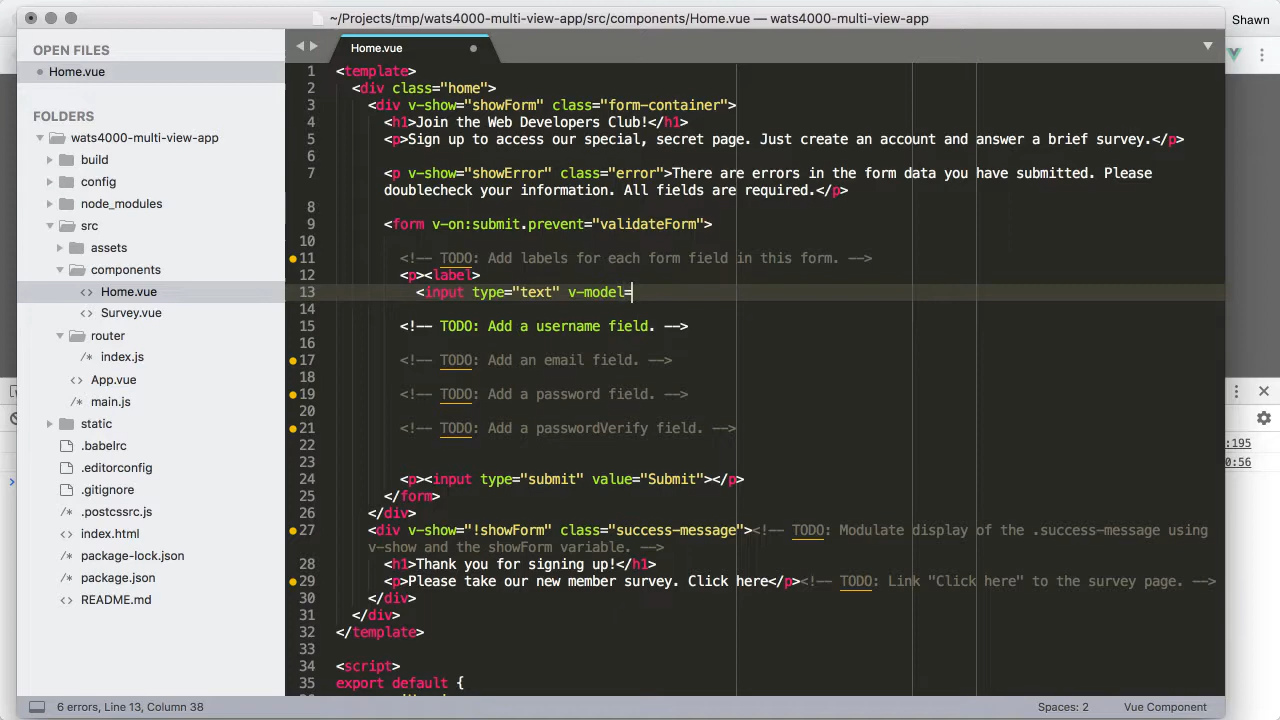 ~/Projects/tmp/wats4000-multi-view-app/src/components/Home.vue — wats4000-multi-view-app
Shawn
OPEN FILES
Home.vue
FOLDERS
wats4000-multi-view-app
build
config
node_modules
src
assets
components
Home.vue
Survey.vue
router
index.js
App.vue
main.js
static
.babelrc
.editorconfig
.gitignore
.postcssrc.js
index.html
package-lock.json
package.json
README.md
Home.vue
1 <template>
2 <div class="home">
3 <div v-show="showForm" class="form-container">
4 <h1>Join the Web Developers Club!</h1>
5 <p>Sign up to access our special, secret page. Just create an account and answer a brief survey.</p>
6
7 <p v-show="showError" class="error">There are errors in the form data you have submitted. Please
doublecheck your information. All fields are required.</p>
8
9 <form v-on:submit.prevent="validateForm">
10
11 <!-- TODO: Add labels for each form field in this form. -->
12 <p><label>
13 <input type="text" v-model=
14
15 <!-- TODO: Add a username field. -->
16
17 <!-- TODO: Add an email field. -->
18
19 <!-- TODO: Add a password field. -->
20
21 <!-- TODO: Add a passwordVerify field. -->
22
23
24 <p><input type="submit" value="Submit"></p>
25 </form>
26 </div>
27 <div v-show="!showForm" class="success-message"><!-- TODO: Modulate display of the .success-message using
v-show and the showForm variable. -->
28 <h1>Thank you for signing up!</h1>
29 <p>Please take our new member survey. Click here</p><!-- TODO: Link "Click here" to the survey page. -->
30 </div>
31 </div>
32 </template>
33
34 <script>
35 export default {
:195
0:56
6 errors, Line 13, Column 38
Spaces: 2
Vue Component